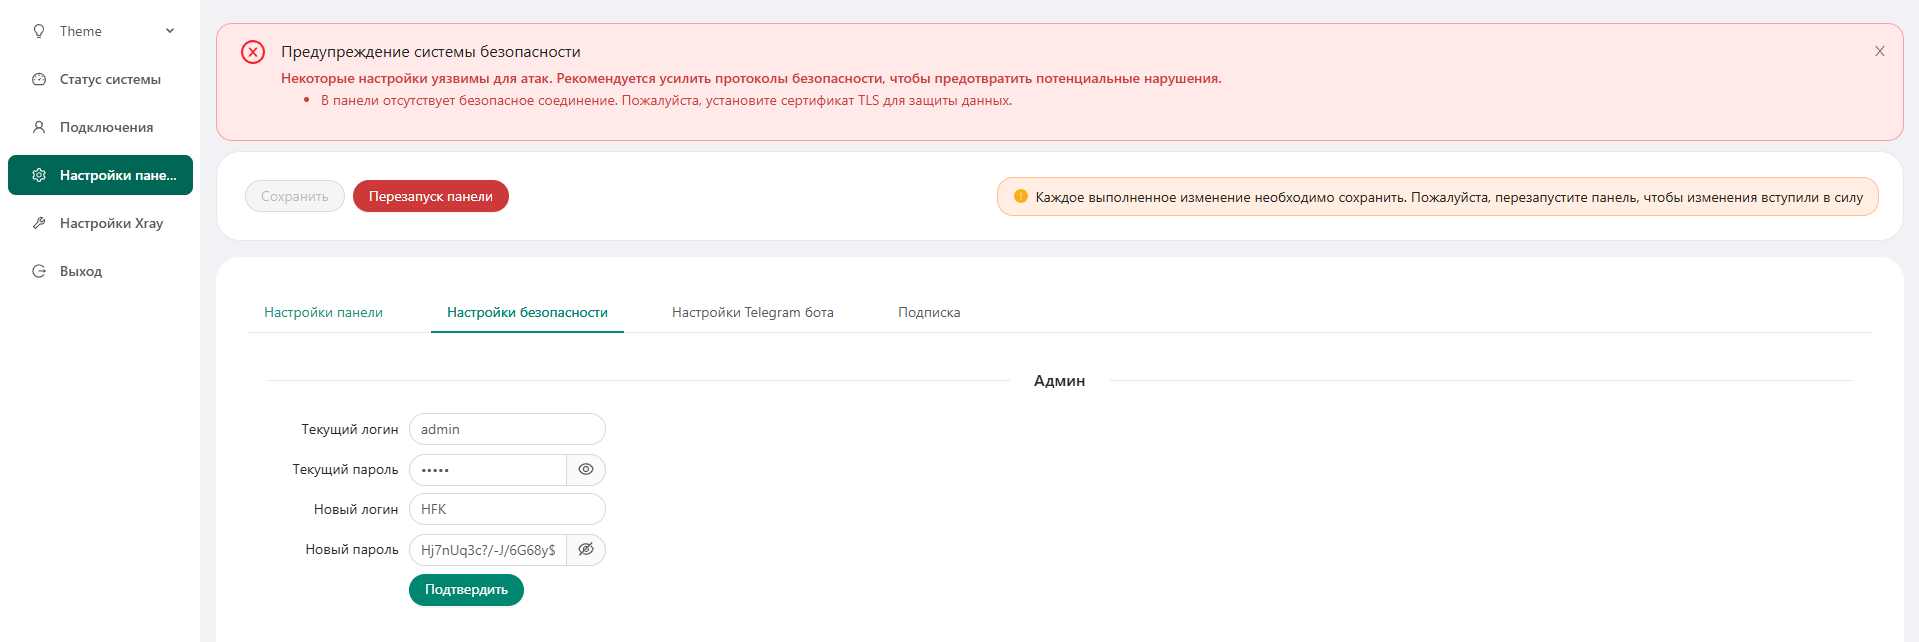 Theme
Статус системы
Подключения
Настройки пане...
Настройки Xray
Выход
Предупреждение системы безопасности
Некоторые настройки уязвимы для атак. Рекомендуется усилить протоколы безопасности, чтобы предотвратить потенциальные нарушения.
• В панели отсутствует безопасное соединение. Пожалуйста, установите сертификат TLS для защиты данных.
Сохранить Перезапуск панели Каждое выполненное изменение необходимо сохранить. Пожалуйста, перезапустите панель, чтобы изменения вступили в силу
Настройки панели Настройки безопасности Настройки Telegram бота Подписка
Админ
Текущий логин admin
Текущий пароль •••••
Новый логин HFK
Новый пароль Hj7nUq3c?/-J/6G68y$
Подтвердить